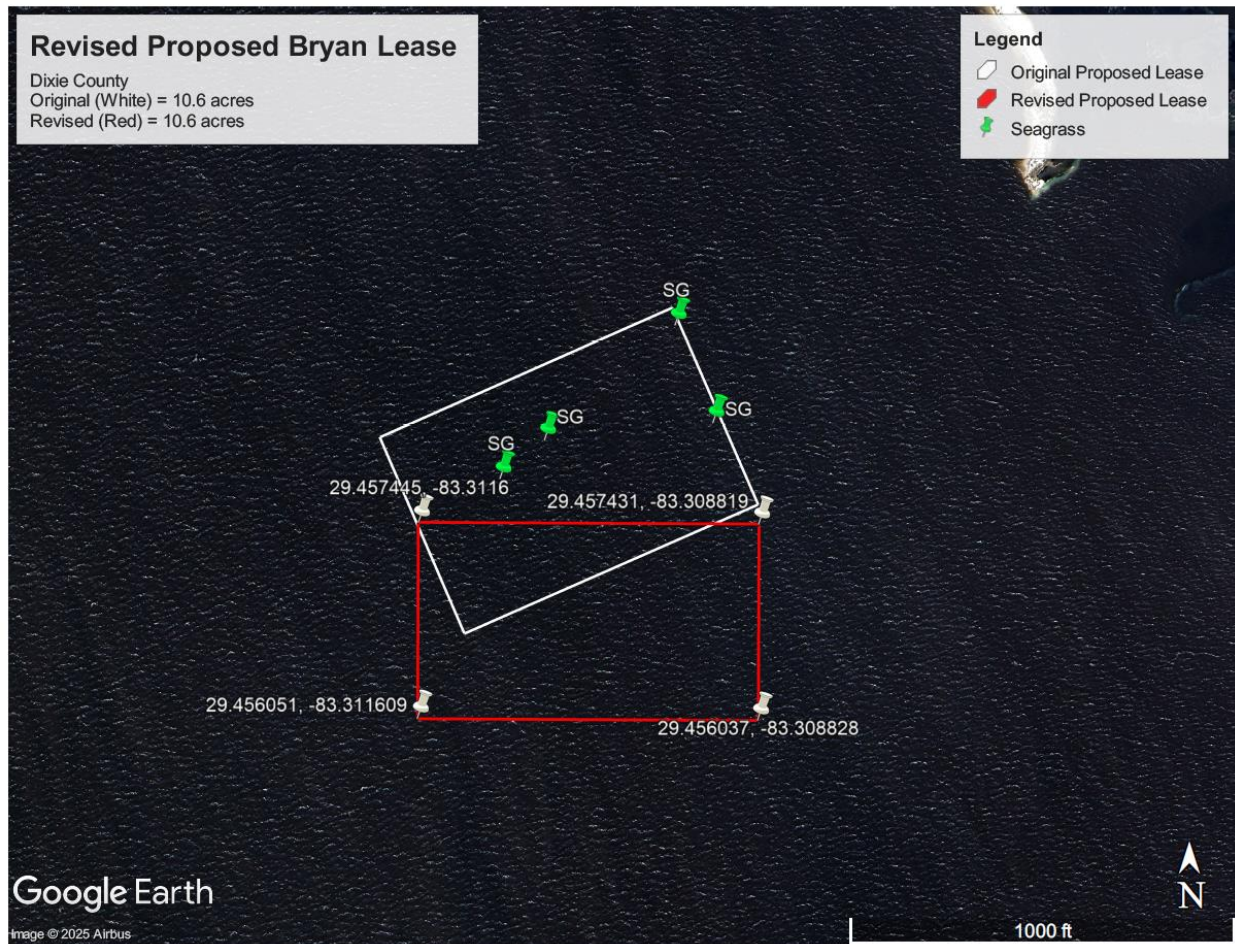 Revised Proposed Bryan Lease
Dixie County
Original (White) = 10.6 acres
Revised (Red) = 10.6 acres
Legend
Original Proposed Lease
Revised Proposed Lease
Seagrass
SG
SG
SG
SG
29.457445, -83.3116
29.457431, -83.308819
29.456051, -83.311609
29.456037, -83.308828
Google Earth
Image © 2025 Airbus
N
1000 ft